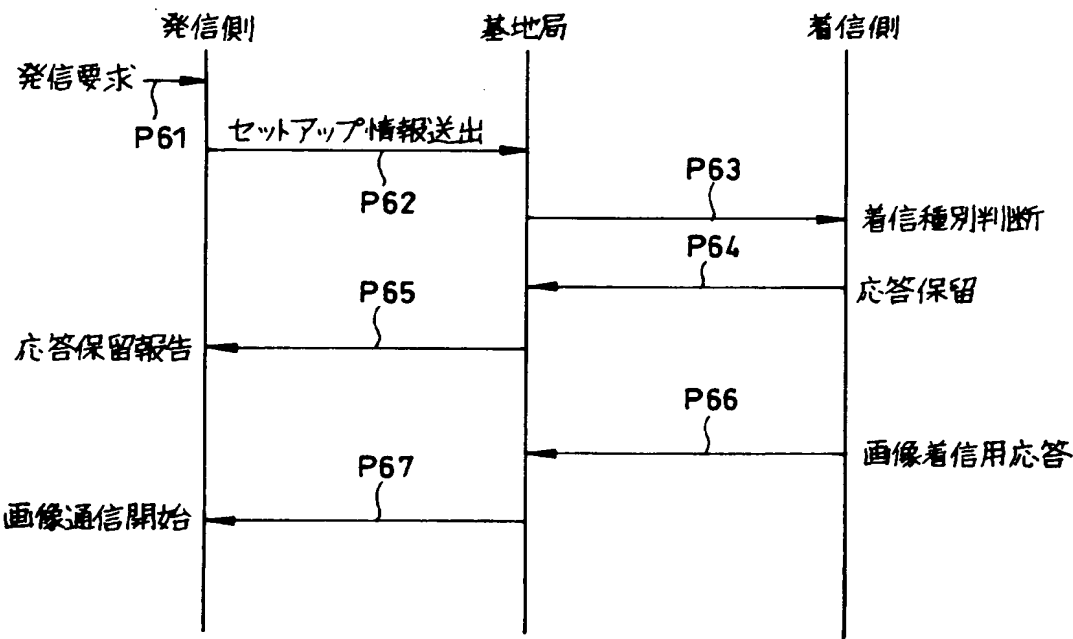 発信側
基地局
着信側
発信要求
P61
セットアップ情報送出
P62
P63
着信種別判断
P64
応答保留
P65
応答保留報告
P66
画像着信用応答
P67
画像通信開始